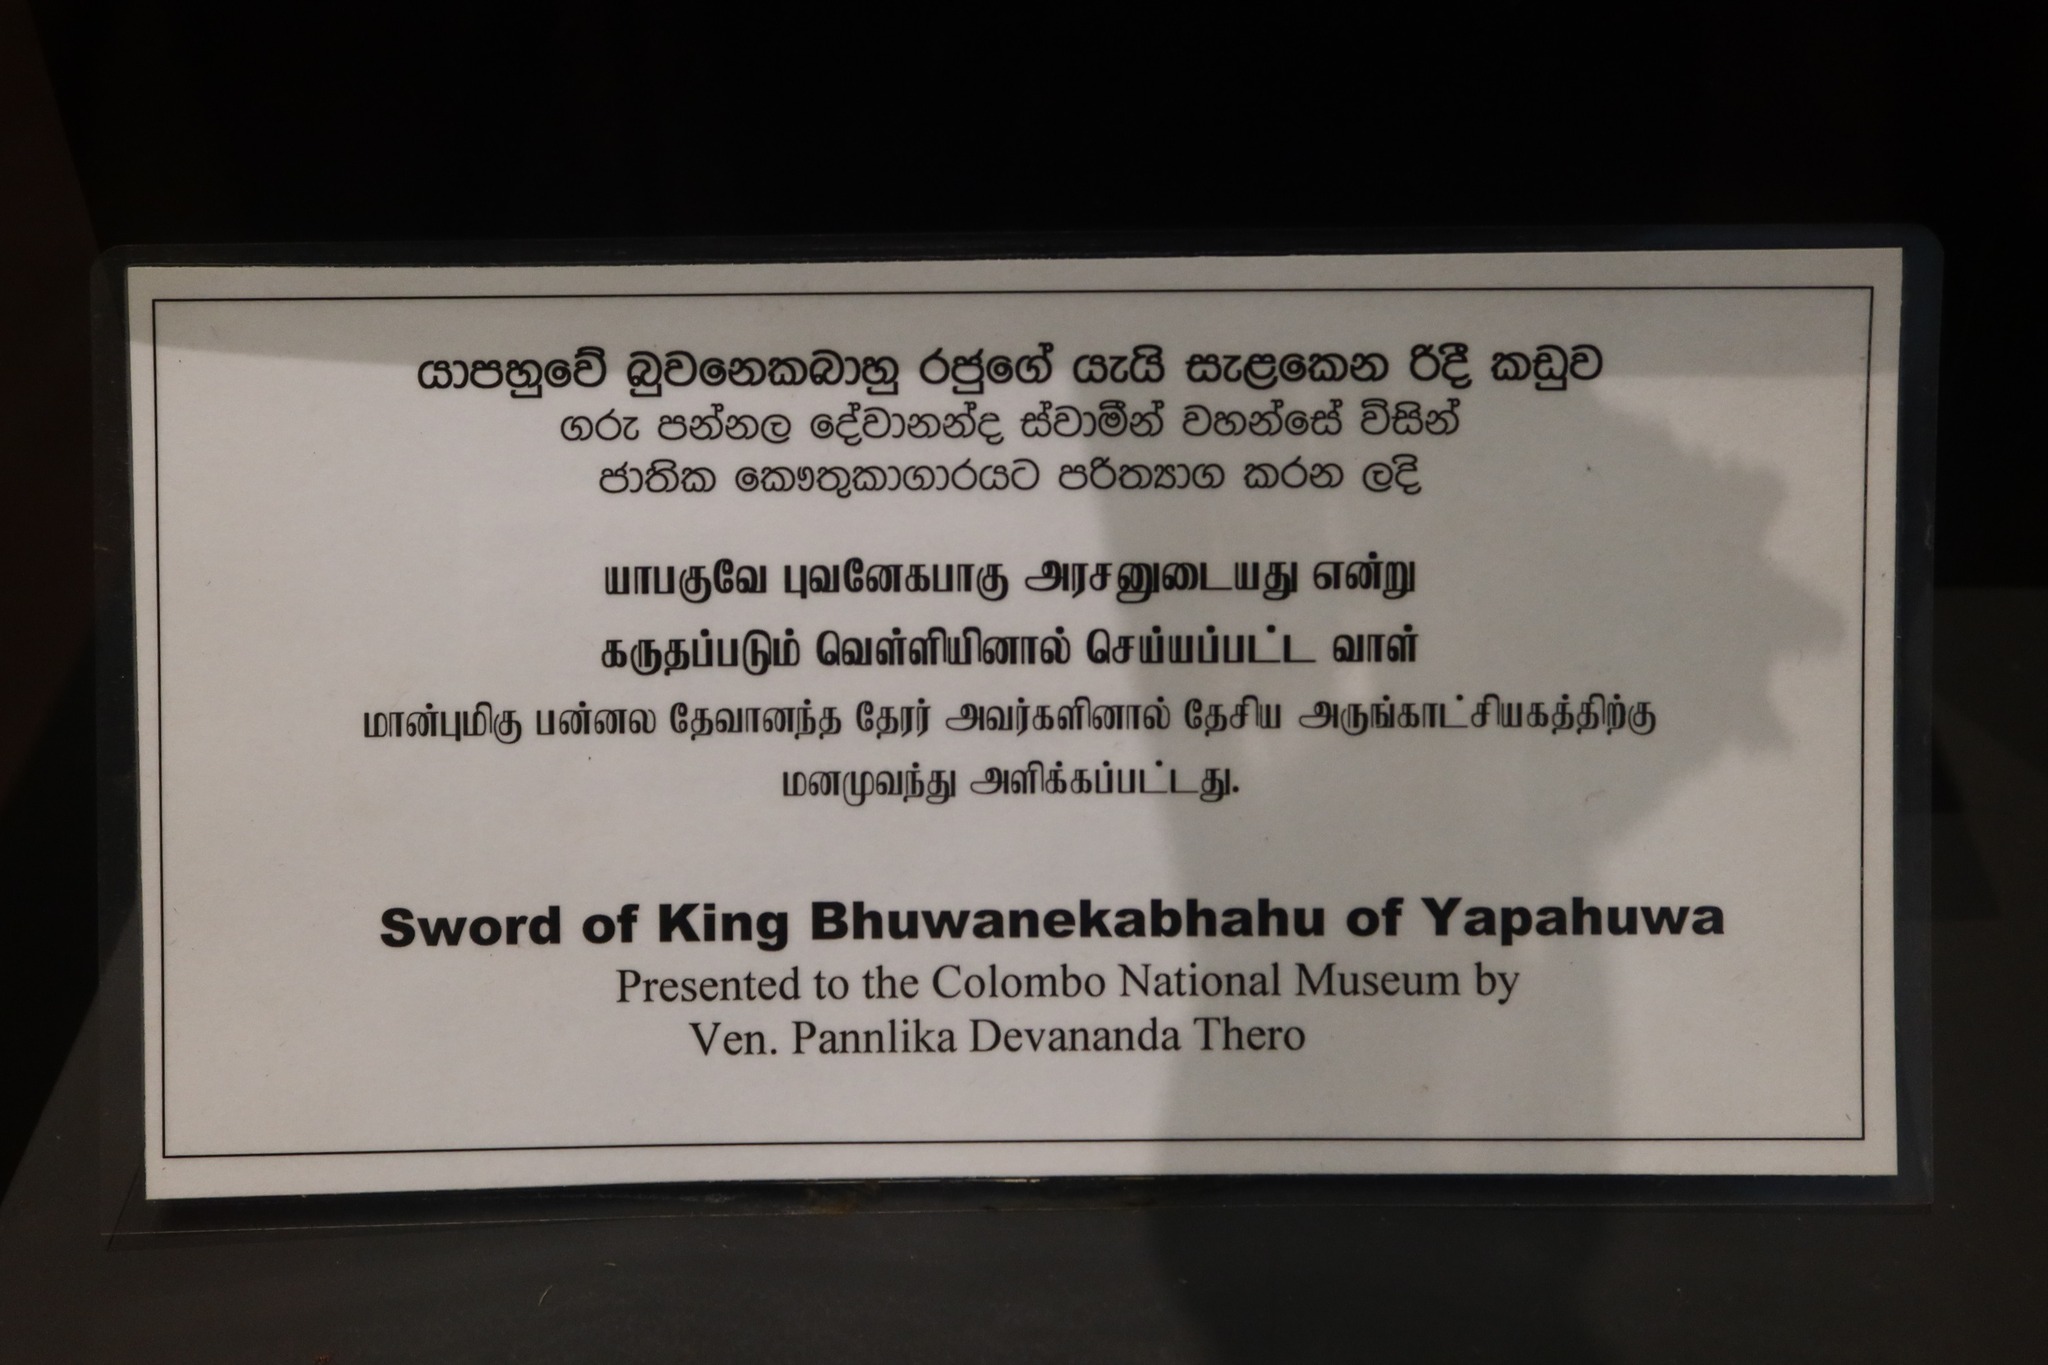 යාපහුවේ බුවනෙකබාහු රජුගේ යැයි සැළකෙන රිදී කඩුව
ගරු පන්නල දේවානන්ද ස්වාමීන් වහන්සේ විසින්
ජාතික කෞතුකාගාරයට පරිත්‍යාග කරන ලදි
யாபகுவே புவனேகபாகு அரசனுடையது என்று
கருதப்படும் வெள்ளியினால் செய்யப்பட்ட வாள்
மான்புமிகு பன்னல தேவானந்த தேரர் அவர்களினால் தேசிய அருங்காட்சியகத்திற்கு
மனமுவந்து அளிக்கப்பட்டது.
Sword of King Bhuwanekabhahu of Yapahuwa
Presented to the Colombo National Museum by
Ven. Pannlika Devananda Thero